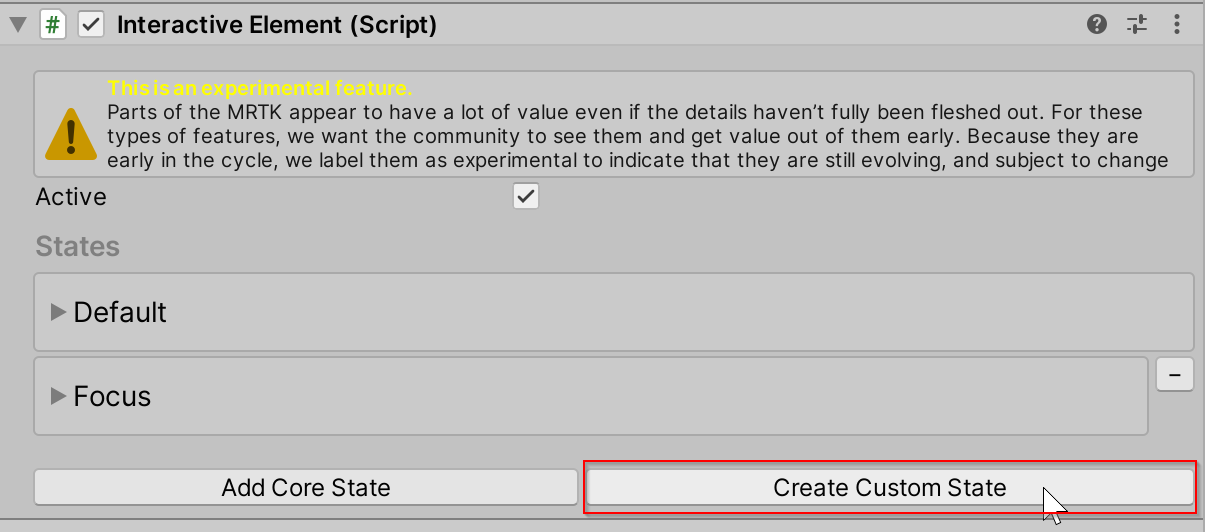 Interactive Element (Script)
This is an experimental feature.
Parts of the MRTK appear to have a lot of value even if the details haven’t fully been fleshed out. For these
types of features, we want the community to see them and get value out of them early. Because they are
early in the cycle, we label them as experimental to indicate that they are still evolving, and subject to change
Active
States
Default
Focus
Add Core State
Create Custom State